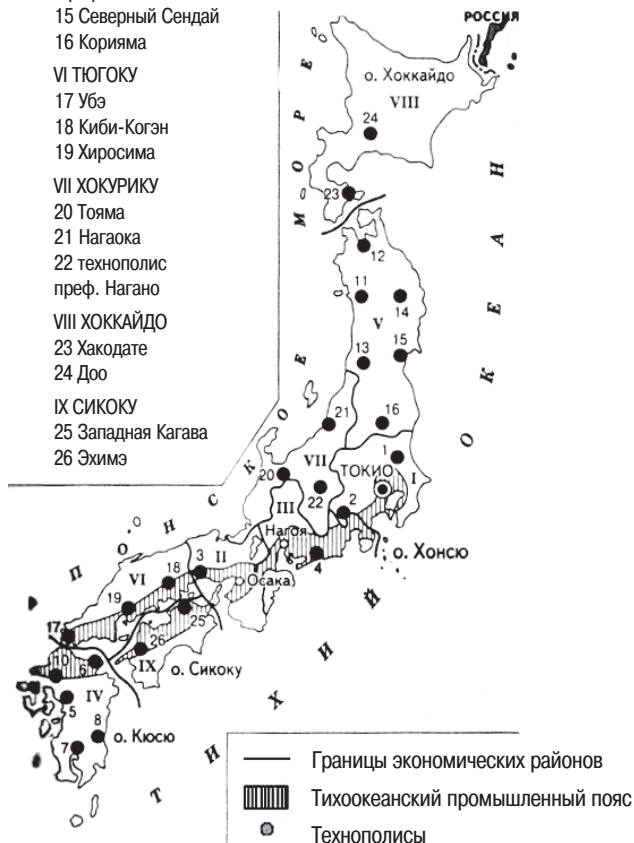 15 Северный Сендай
16 Корияма
VI ТЮГОКУ
17 Убэ
18 Киби-Когэн
19 Хиросима
VII ХОКУРИКУ
20 Тояма
21 Нагаока
22 технополис
преф. Нагано
VIII ХОККАЙДО
23 Хакодате
24 Доо
IX СИКОКУ
25 Западная Кагава
26 Эхимэ
РОССИЯ
о. Хоккайдо
VIII
24
23
12
11
14
V
13
15
21
16
1
I
VII
ТОКИО
20
22
2
III
Нагоя
4
о. Хонсю
3
II
18
VI
Осака
19
25
17
26
IX
о. Сикоку
10
6
IV
5
8
7
о. Кюсю
ПОНСКОЕ МОРЕ
ТИХИЙ ОКЕАН
Границы экономических районов
Тихоокеанский промышленный пояс
Технополисы